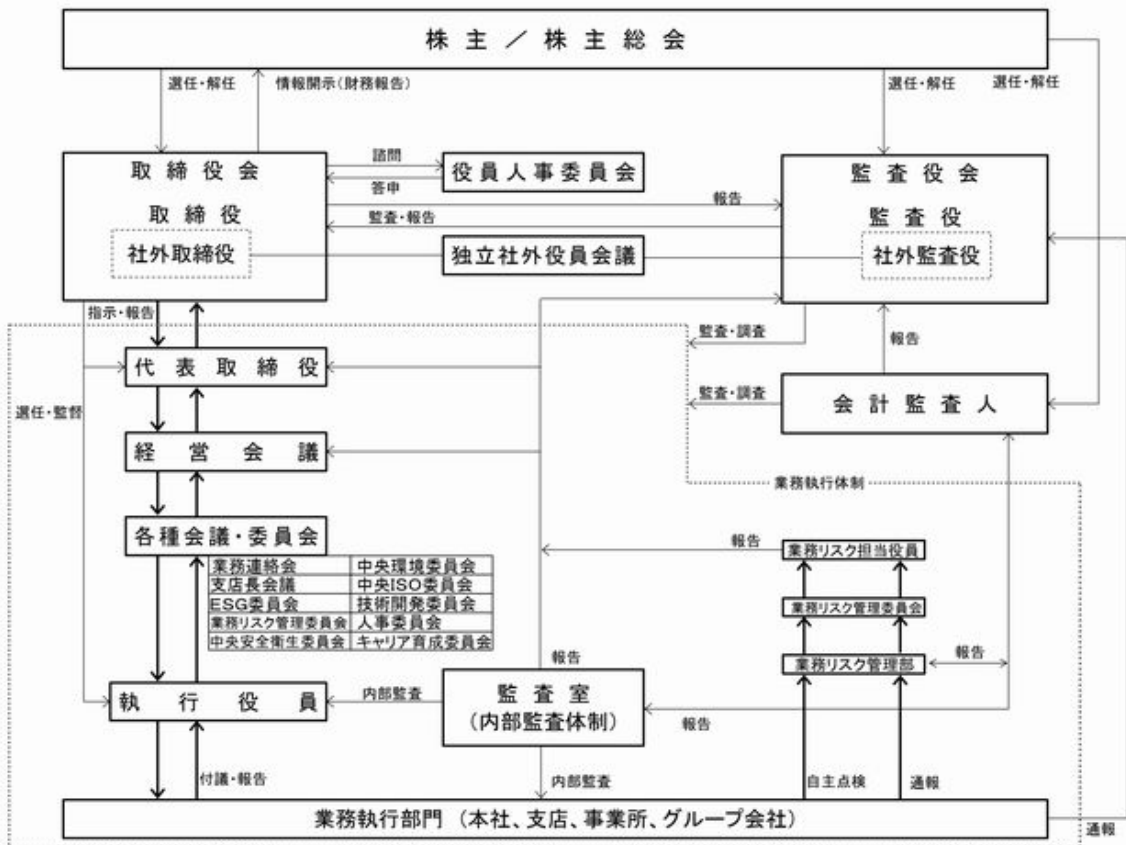 株主／株主総会
選任・解任
情報開示(財務報告)
選任・解任
選任・解任
取締役会
取締役
社外取締役
諮問
答申
役員人事委員会
報告
監査・報告
独立社外役員会議
監査役会
監査役
社外監査役
指示・報告
監査・調査
報告
代表取締役
選任・監督
監査・調査
会計監査人
経営会議
業務執行体制
各種会議・委員会
報告
業務リスク担当役員
業務連絡会 中央環境委員会
支店長会議 中央ISO委員会
ESG委員会 技術開発委員会
業務リスク管理委員会 人事委員会
中央安全衛生委員会 キャリア育成委員会
業務リスク管理委員会
報告
業務リスク管理部
報告
執行役員
内部監査
監査室
(内部監査体制)
報告
付議・報告
内部監査
自主点検
通報
業務執行部門 (本社、支店、事業所、グループ会社)
通報